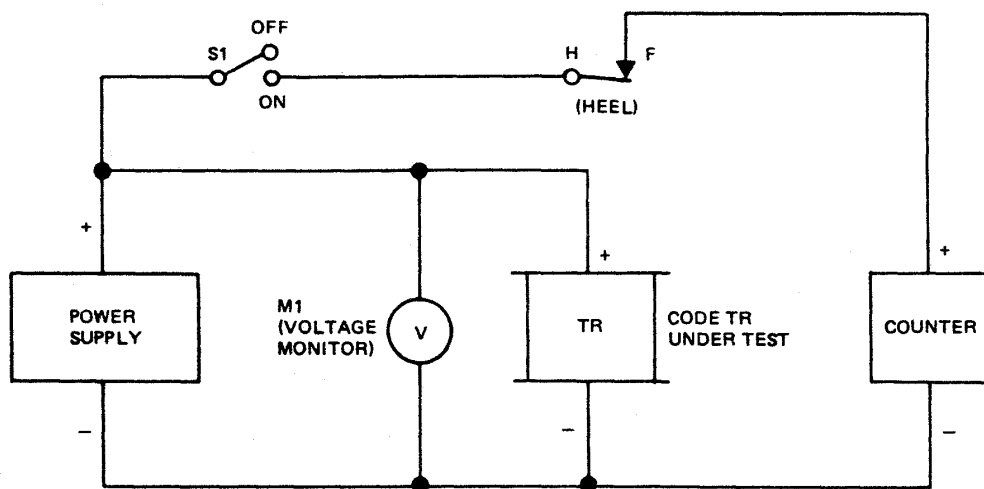 OFF
S1
ON
H
F
(HEEL)
+
+
+
POWER
SUPPLY
M1
(VOLTAGE
MONITOR)
V
TR
CODE TR
UNDER TEST
COUNTER
–
–
–